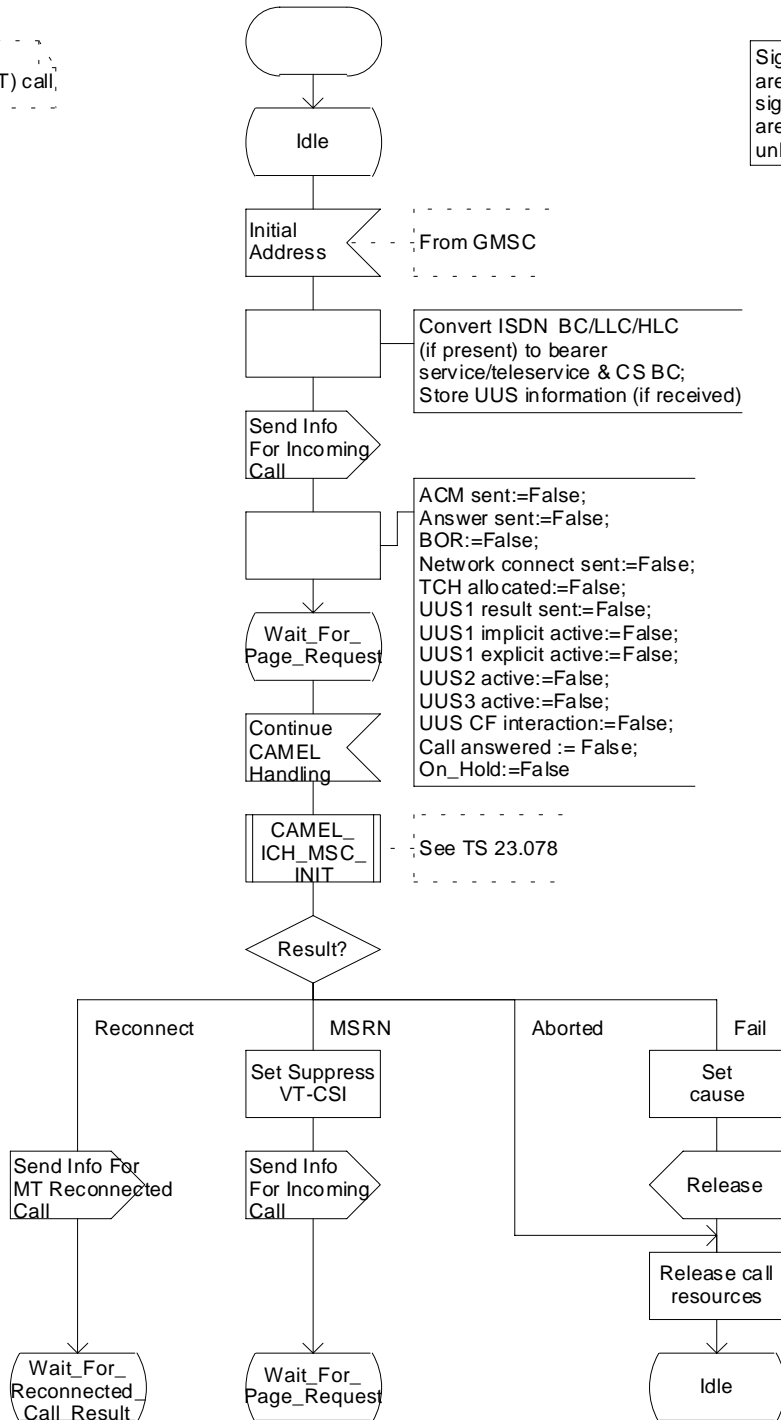 T) call
Sig
are
sig
are
unl
Idle
Initial
Address
From GMSC
Convert ISDN BC/LLC/HLC
(if present) to bearer
service/teleservice & CS BC;
Store UUS information (if received)
Send Info
For Incoming
Call
ACM sent:=False;
Answer sent:=False;
BOR:=False;
Network connect sent:=False;
TCH allocated:=False;
UUS1 result sent:=False;
UUS1 implicit active:=False;
UUS1 explicit active:=False;
UUS2 active:=False;
UUS3 active:=False;
UUS CF interaction:=False;
Call answered := False;
On_Hold:=False
Wait_For_
Page_Request
Continue
CAMEL
Handling
CAMEL_
ICH_MSC_
INIT
See TS 23.078
Result?
Reconnect
MSRN
Aborted
Fail
Set Suppress
VT-CSI
Set
cause
Send Info For
MT Reconnected
Call
Send Info
For Incoming
Call
Release
Release call
resources
Wait_For_
Reconnected_
Call_Result
Wait_For_
Page_Request
Idle